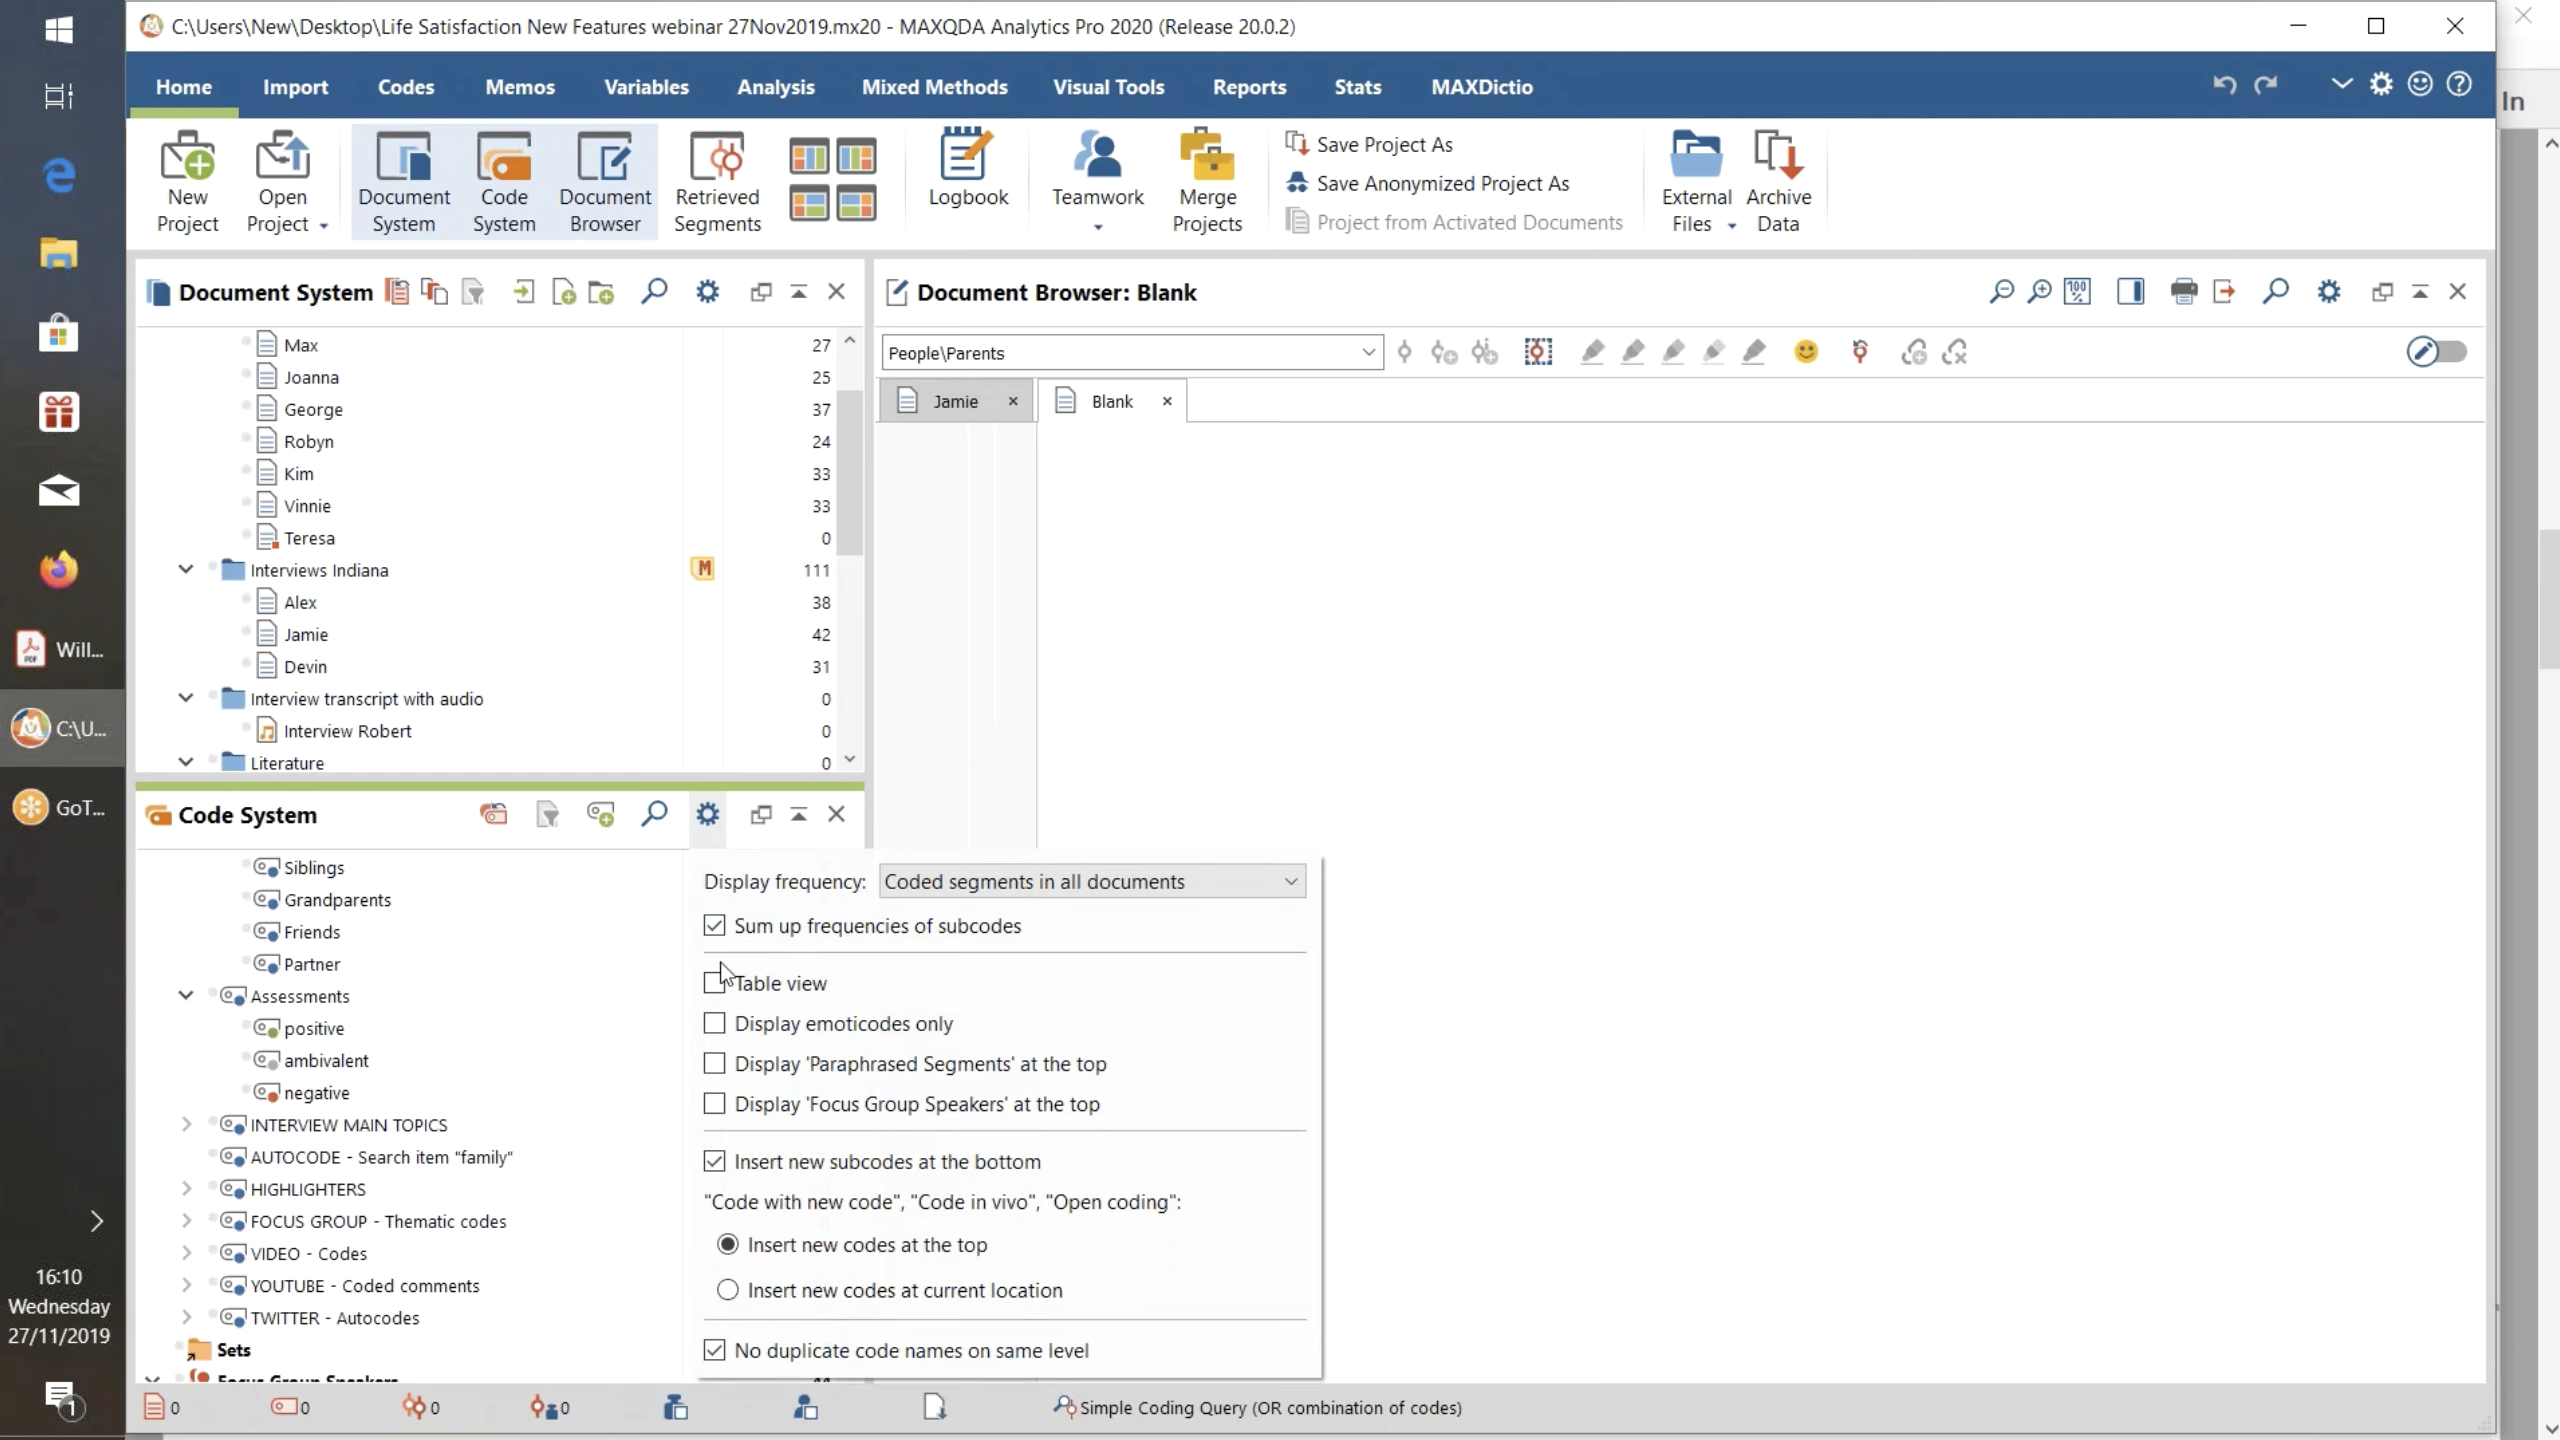 C:\Users\New\Desktop\Life Satisfaction New Features webinar 27Nov2019.mx20 - MAXQDA Analytics Pro 2020 (Release 20.0.2)
Home Import Codes Memos Variables Analysis Mixed Methods Visual Tools Reports Stats MAXDictio
In
New Project
Open Project
Document System
Code System
Document Browser
Retrieved Segments
Logbook
Teamwork
Merge Projects
Save Project As
Save Anonymized Project As
Project from Activated Documents
External Files
Archive Data
Document System
Max 27
Joanna 25
George 37
Robyn 24
Kim 33
Vinnie 33
Teresa 0
Interviews Indiana M 111
Alex 38
Jamie 42
Devin 31
Interview transcript with audio 0
Interview Robert 0
Literature 0
Document Browser: Blank
100 %
People\Parents
Jamie
Blank
Code System
Siblings
Grandparents
Friends
Partner
Assessments
positive
ambivalent
negative
INTERVIEW MAIN TOPICS
AUTOCODE - Search item "family"
HIGHLIGHTERS
FOCUS GROUP - Thematic codes
VIDEO - Codes
YOUTUBE - Coded comments
TWITTER - Autocodes
Sets
Focus Group Speakers
Display frequency: Coded segments in all documents
Sum up frequencies of subcodes
Table view
Display emoticodes only
Display 'Paraphrased Segments' at the top
Display 'Focus Group Speakers' at the top
Insert new subcodes at the bottom
"Code with new code", "Code in vivo", "Open coding":
Insert new codes at the top
Insert new codes at current location
No duplicate code names on same level
0 0 0 0
Simple Coding Query (OR combination of codes)
Will...
C:\U...
GoT...
16:10
Wednesday
27/11/2019
1